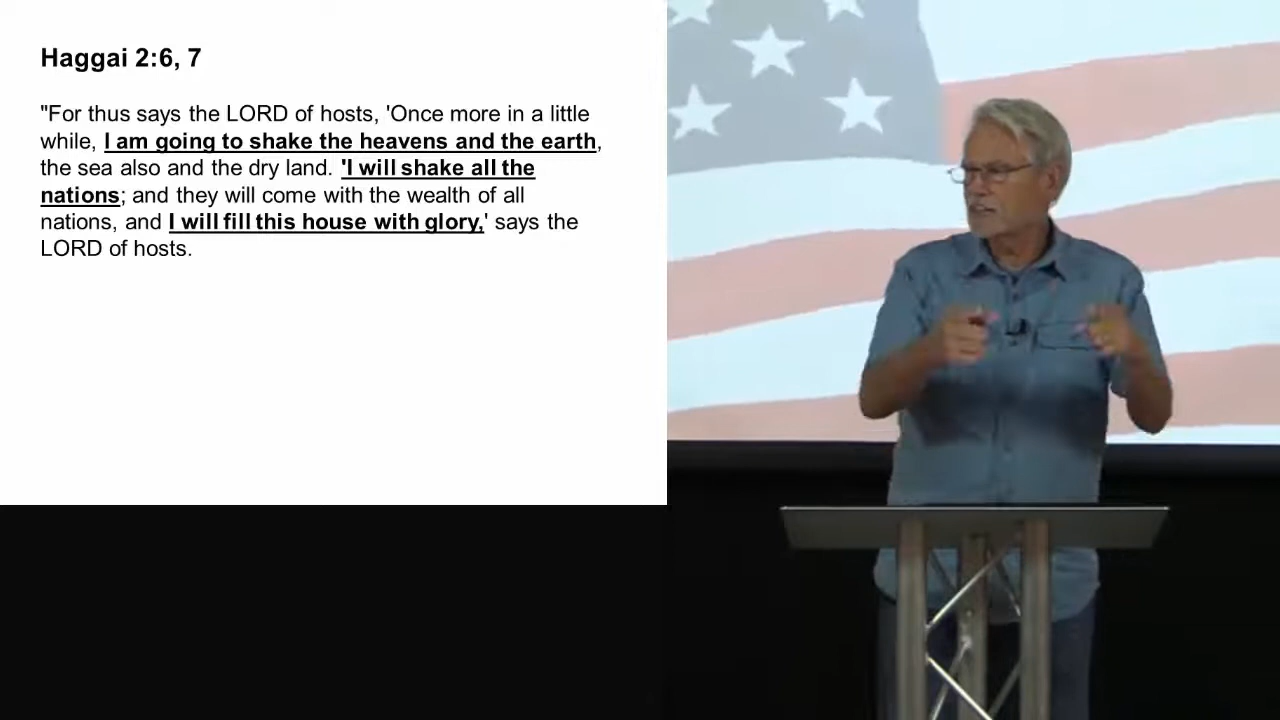 Haggai 2:6, 7
"For thus says the LORD of hosts, 'Once more in a little
while, I am going to shake the heavens and the earth,
the sea also and the dry land. 'I will shake all the
nations; and they will come with the wealth of all
nations, and I will fill this house with glory,' says the
LORD of hosts.